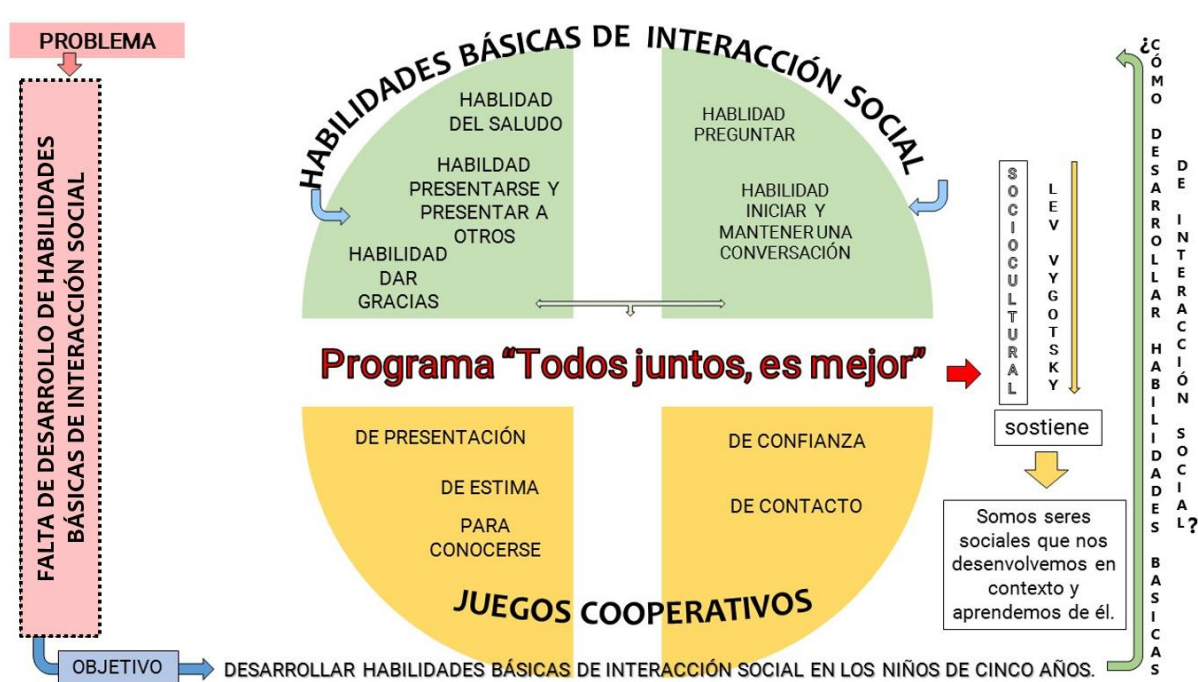 PROBLEMA
FALTA DE DESARROLLO DE HABILIDADES
BÁSICAS DE INTERACCIÓN SOCIAL
HABILIDADES BÁSICAS DE INTERACCIÓN SOCIAL
HABLIDAD
DEL SALUDO
HABILDAD
PRESENTARSE Y
PRESENTAR A
OTROS
HABILIDAD
DAR
GRACIAS
HABLIDAD
PREGUNTAR
HABILIDAD
INICIAR Y
MANTENER UNA
CONVERSACIÓN
Programa “Todos juntos, es mejor”
DE PRESENTACIÓN
DE ESTIMA
PARA
CONOCERSE
DE CONFIANZA
DE CONTACTO
JUEGOS COOPERATIVOS
SOCIOCULTURAL
LEV VYGOTSKY
sostiene
Somos seres
sociales que nos
desenvolvemos en
contexto y
aprendemos de él.
¿CÓMO DESARROLLAR HABILIDADES BASICAS
DE INTERACCIÓN SOCIAL?
OBJETIVO
DESARROLLAR HABILIDADES BÁSICAS DE INTERACCIÓN SOCIAL EN LOS NIÑOS DE CINCO AÑOS.